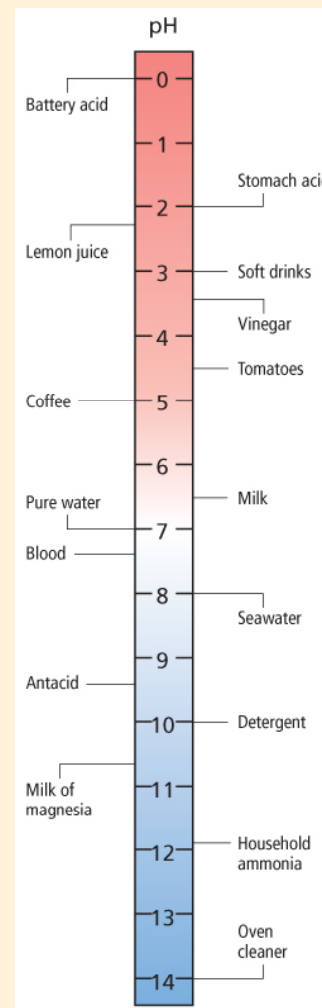 pH
0
Battery acid
1
Stomach aci
2
Lemon juice
3
Soft drinks
Vinegar
4
Tomatoes
Coffee
5
6
Milk
Pure water
7
Blood
8
Seawater
9
Antacid
10
Detergent
Milk of
magnesia
11
Household
ammonia
12
13
Oven
cleaner
14